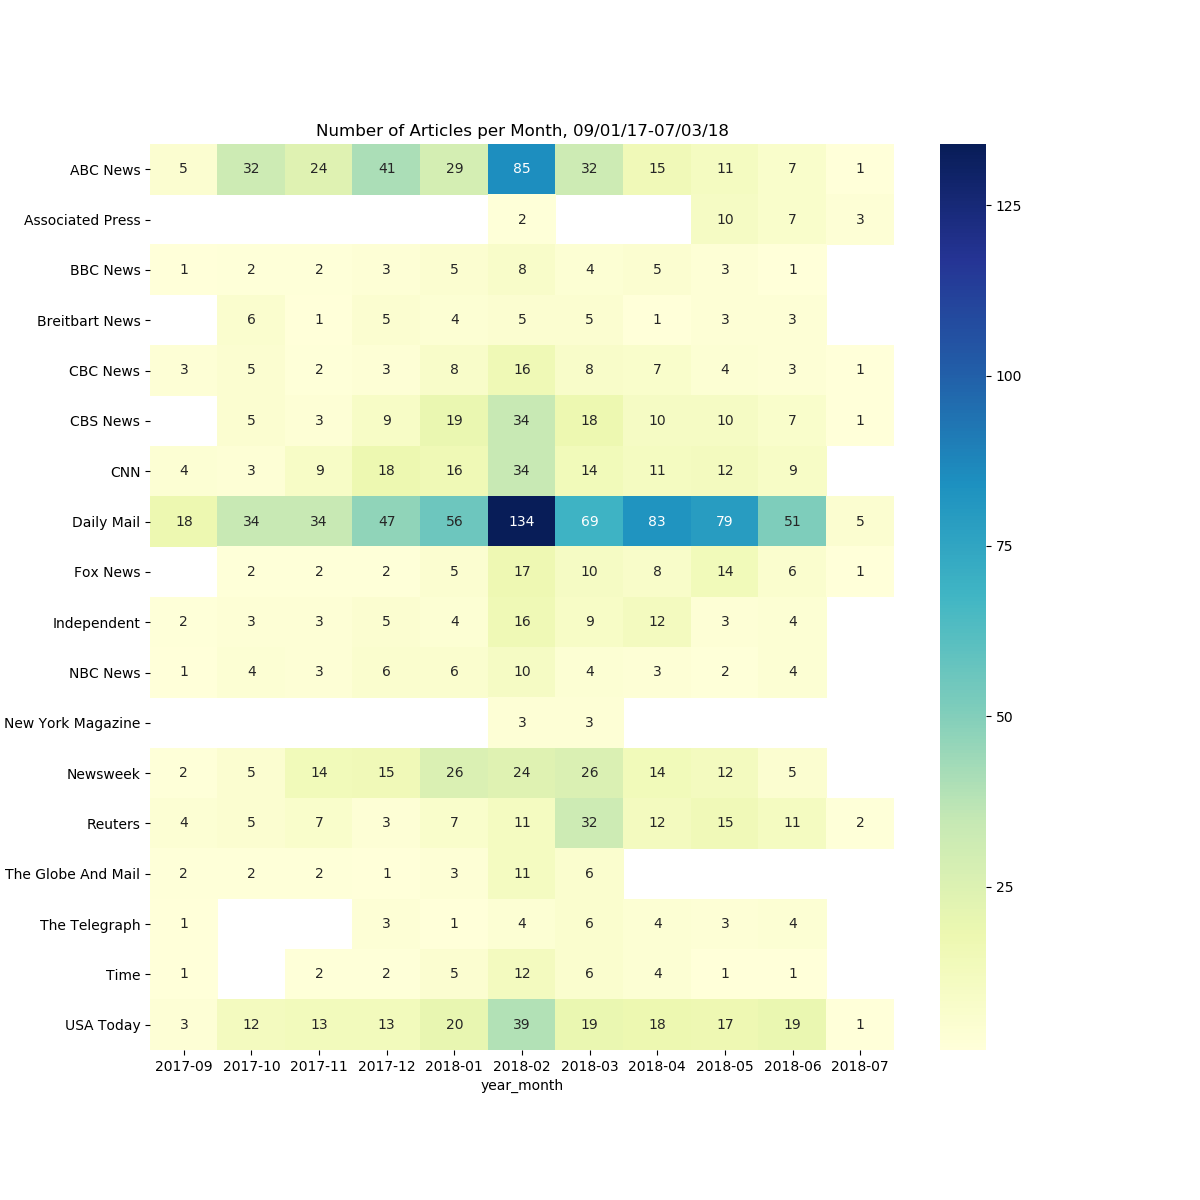 Number of Articles per Month, 09/01/17-07/03/18
ABC News 5 32 24 41 29 85 32 15 11 7 1
125
Associated Press 2 10 7 3
BBC News 1 2 2 3 5 8 4 5 3 1
Breitbart News 6 1 5 4 5 5 1 3 3
CBC News 3 5 2 3 8 16 8 7 4 3 1
100
CBS News 5 3 9 19 34 18 10 10 7 1
CNN 4 3 9 18 16 34 14 11 12 9
Daily Mail 18 34 34 47 56 134 69 83 79 51 5
75
Fox News 2 2 2 5 17 10 8 14 6 1
Independent 2 3 3 5 4 16 9 12 3 4
NBC News 1 4 3 6 6 10 4 3 2 4
New York Magazine 3 3
50
Newsweek 2 5 14 15 26 24 26 14 12 5
Reuters 4 5 7 3 7 11 32 12 15 11 2
The Globe And Mail 2 2 2 1 3 11 6
25
The Telegraph 1 3 1 4 6 4 3 4
Time 1 2 2 5 12 6 4 1 1
USA Today 3 12 13 13 20 39 19 18 17 19 1
2017-09 2017-10 2017-11 2017-12 2018-01 2018-02 2018-03 2018-04 2018-05 2018-06 2018-07
year_month